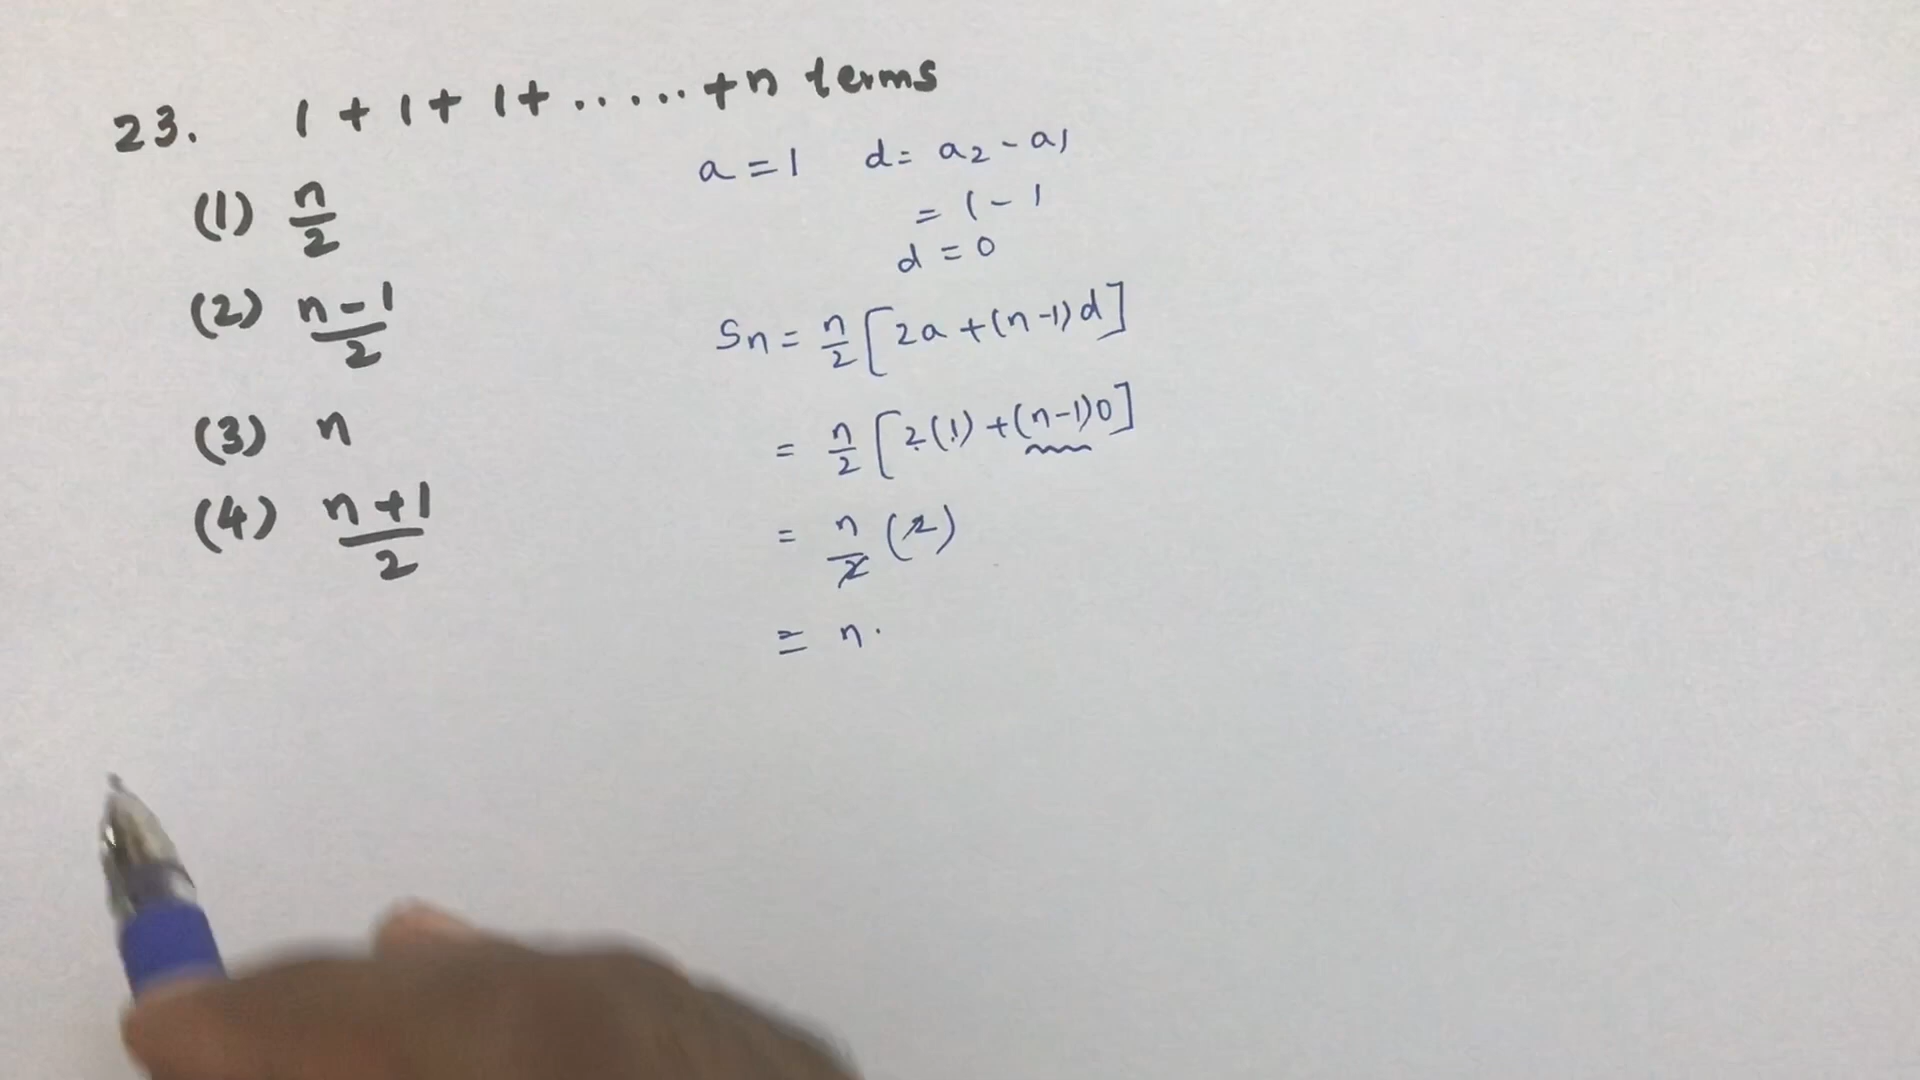 23. 1 + 1 + 1 + ..... + n terms
(1) n/2
(2) n-1/2
(3) n
(4) n+1/2
a = 1 d = a2 - a1
= 1 - 1
d = 0
Sn = n/2 [2a + (n-1)d]
= n/2 [2(1) + (n-1)0]
= n/2 (2)
= n.